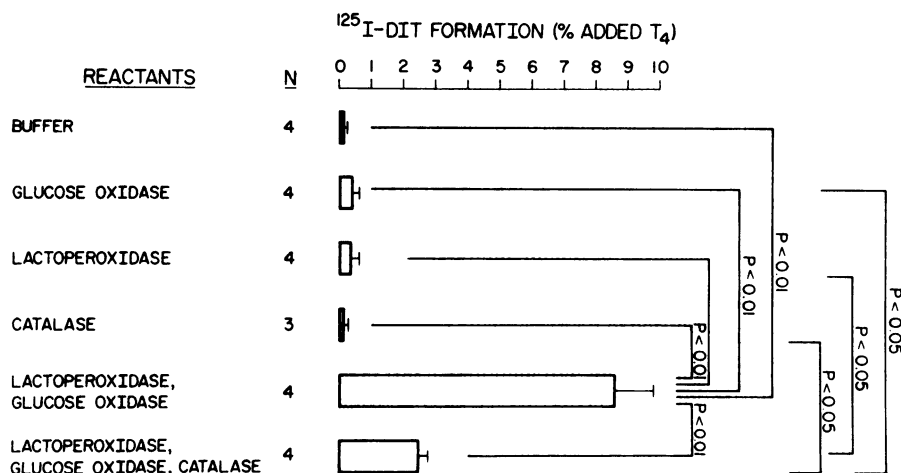 ¹²⁵I-DIT FORMATION (% ADDED T₄)
REACTANTS N 0 1 2 3 4 5 6 7 8 9 10
BUFFER 4
GLUCOSE OXIDASE 4
LACTOPEROXIDASE 4
CATALASE 3
LACTOPEROXIDASE,
GLUCOSE OXIDASE 4
LACTOPEROXIDASE,
GLUCOSE OXIDASE, CATALASE 4
P<0.01
P<0.01
P<0.01
P<0.01
P<0.01
P<0.05
P<0.05
P<0.05